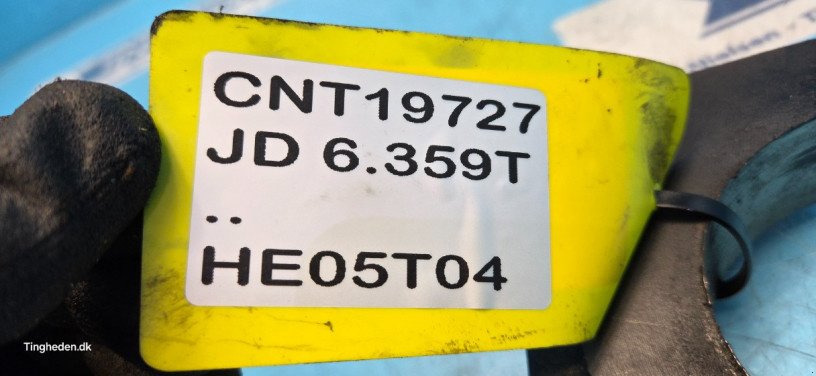 CNT19727
JD 6.359T
..
HE05T04
Tingheden.dk